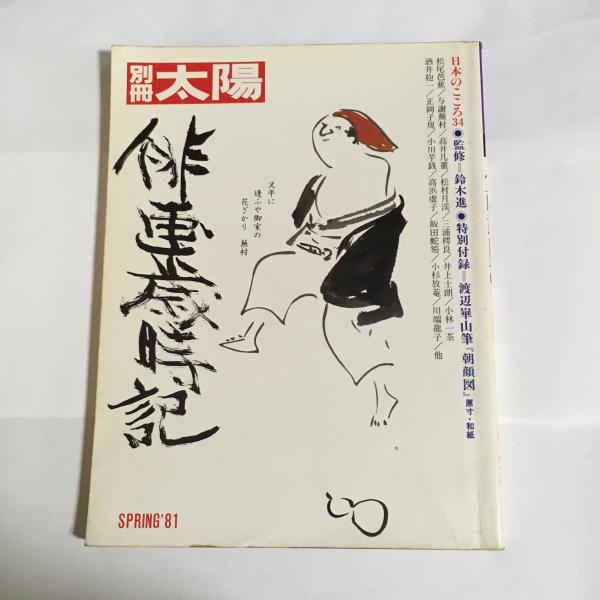 別冊 太陽
日本のこころ34●監修＝鈴木進●特別付録＝渡辺崋山筆『朝顔図』原寸・和紙
松尾芭蕉／与謝蕪村／高井几董／松村月渓／三浦樗良／井上士朗／小林一茶
酒井抱一／正岡子規／小川芋銭／高浜虚子／飯田蛇笏／小杉放菴／川端龍子／他
俳画歳時記
又平に
逢ふや御室の
花ざかり 蕪村
SPRING'81